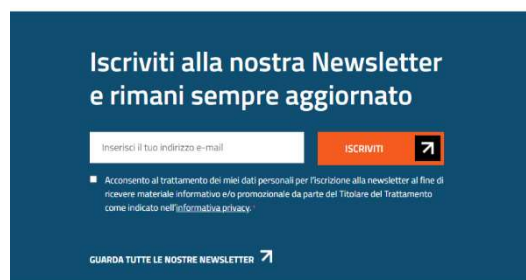 Iscriviti alla nostra Newsletter
e rimani sempre aggiornato
Inserisci il tuo indirizzo e-mail
ISCRIVITI
Acconsento al trattamento dei miei dati personali per l'iscrizione alla newsletter al fine di
ricevere materiale informativo e/o promozionale da parte del Titolare del Trattamento
come indicato nell'informativa privacy. *
GUARDA TUTTE LE NOSTRE NEWSLETTER